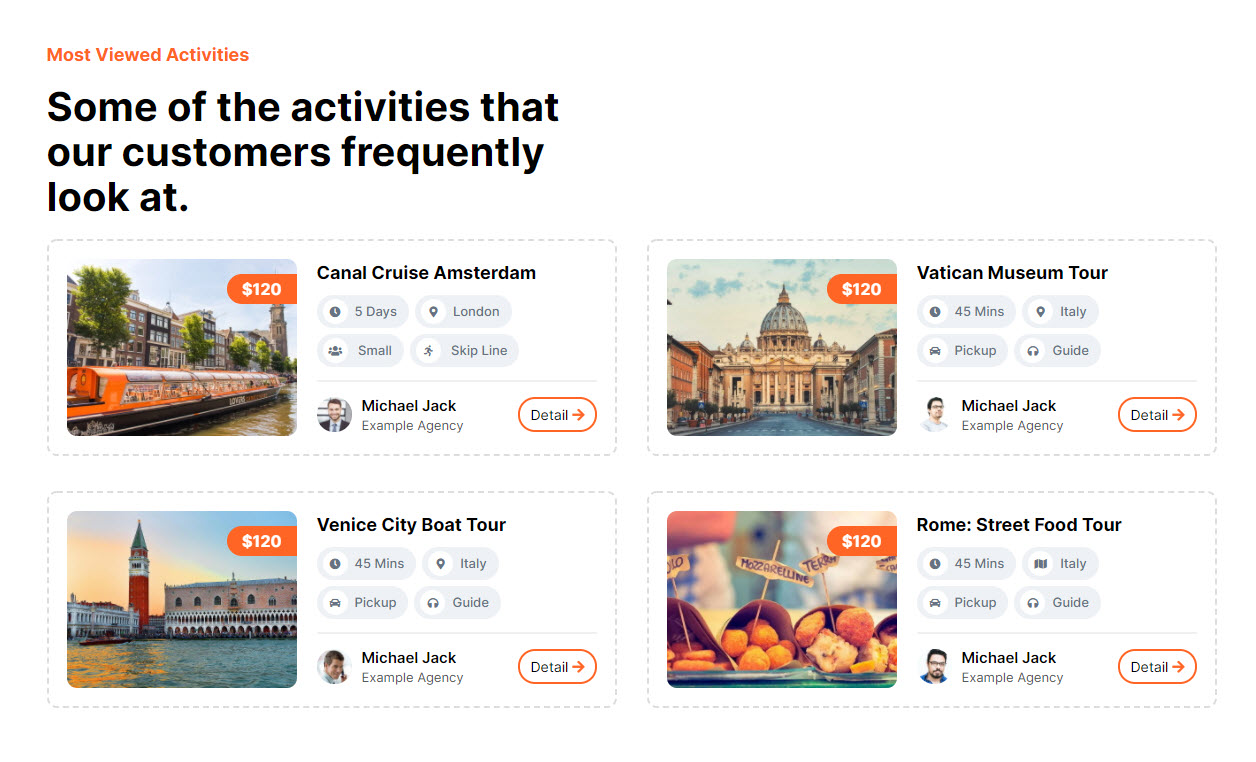 Most Viewed Activities
Some of the activities that
our customers frequently
look at.
$120
Canal Cruise Amsterdam
5 Days London
Small Skip Line
Michael Jack
Example Agency
Detail
$120
Vatican Museum Tour
45 Mins Italy
Pickup Guide
Michael Jack
Example Agency
Detail
$120
Venice City Boat Tour
45 Mins Italy
Pickup Guide
Michael Jack
Example Agency
Detail
MOZZARELLINE
$120
Rome: Street Food Tour
45 Mins Italy
Pickup Guide
Michael Jack
Example Agency
Detail